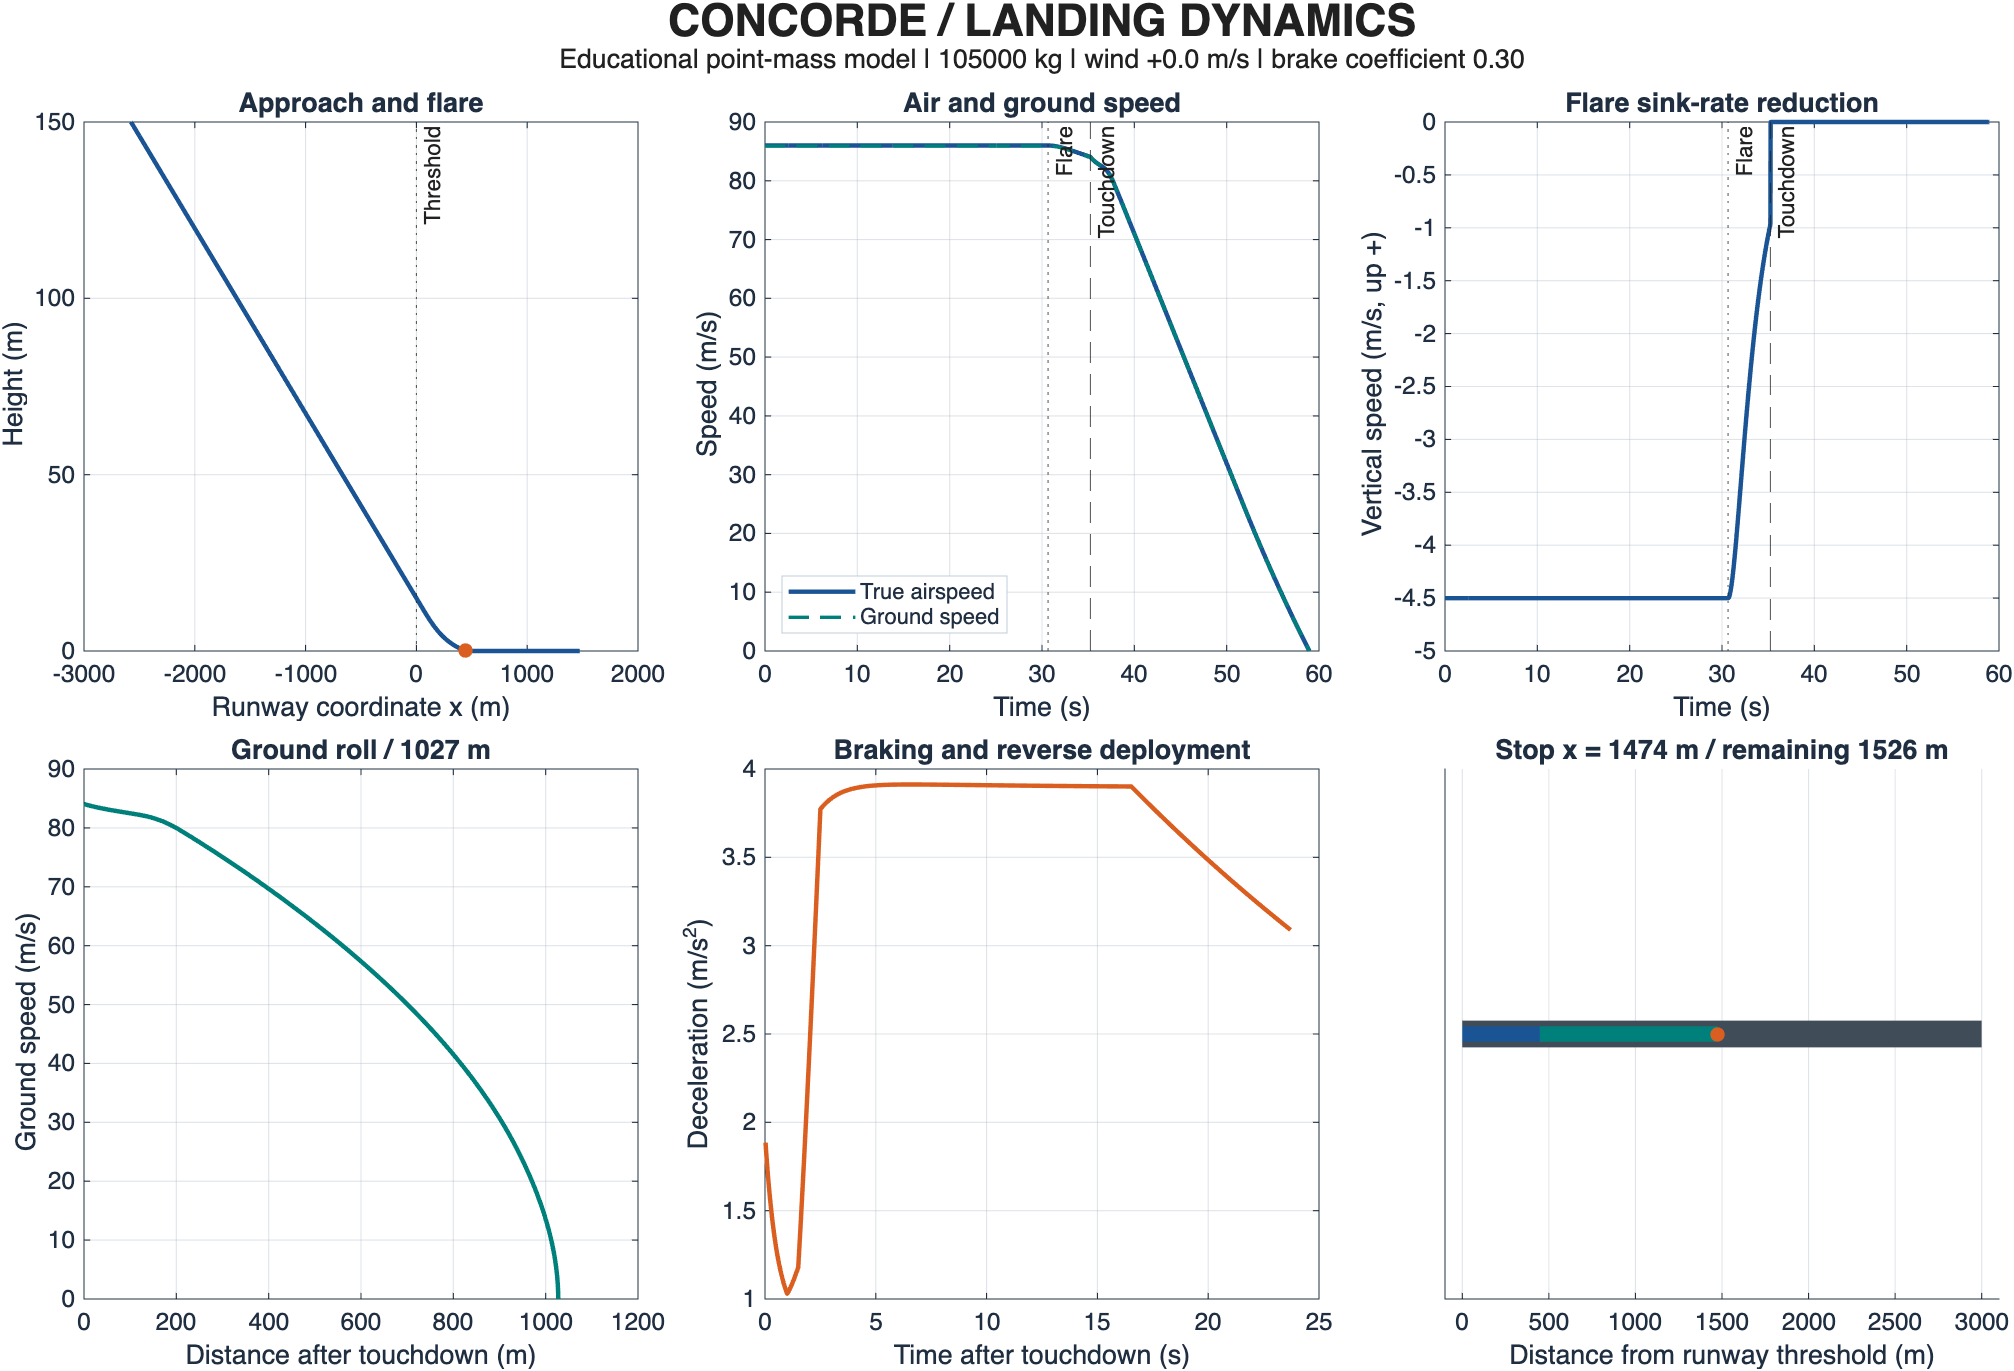 CONCORDE / LANDING DYNAMICS
Educational point-mass model | 105000 kg | wind +0.0 m/s | brake coefficient 0.30
Approach and flare
150
100
50
0
Height (m)
Threshold
-3000 -2000 -1000 0 1000 2000
Runway coordinate x (m)
Air and ground speed
90
80
70
60
50
40
30
20
10
0
Speed (m/s)
Flare
Touchdown
True airspeed
Ground speed
0 10 20 30 40 50 60
Time (s)
Flare sink-rate reduction
0
-0.5
-1
-1.5
-2
-2.5
-3
-3.5
-4
-4.5
-5
Vertical speed (m/s, up +)
Flare
Touchdown
0 10 20 30 40 50 60
Time (s)
Ground roll / 1027 m
90
80
70
60
50
40
30
20
10
0
Ground speed (m/s)
0 200 400 600 800 1000 1200
Distance after touchdown (m)
Braking and reverse deployment
4
3.5
3
2.5
2
1.5
1
Deceleration (m/s²)
0 5 10 15 20 25
Time after touchdown (s)
Stop x = 1474 m / remaining 1526 m
0 500 1000 1500 2000 2500 3000
Distance from runway threshold (m)